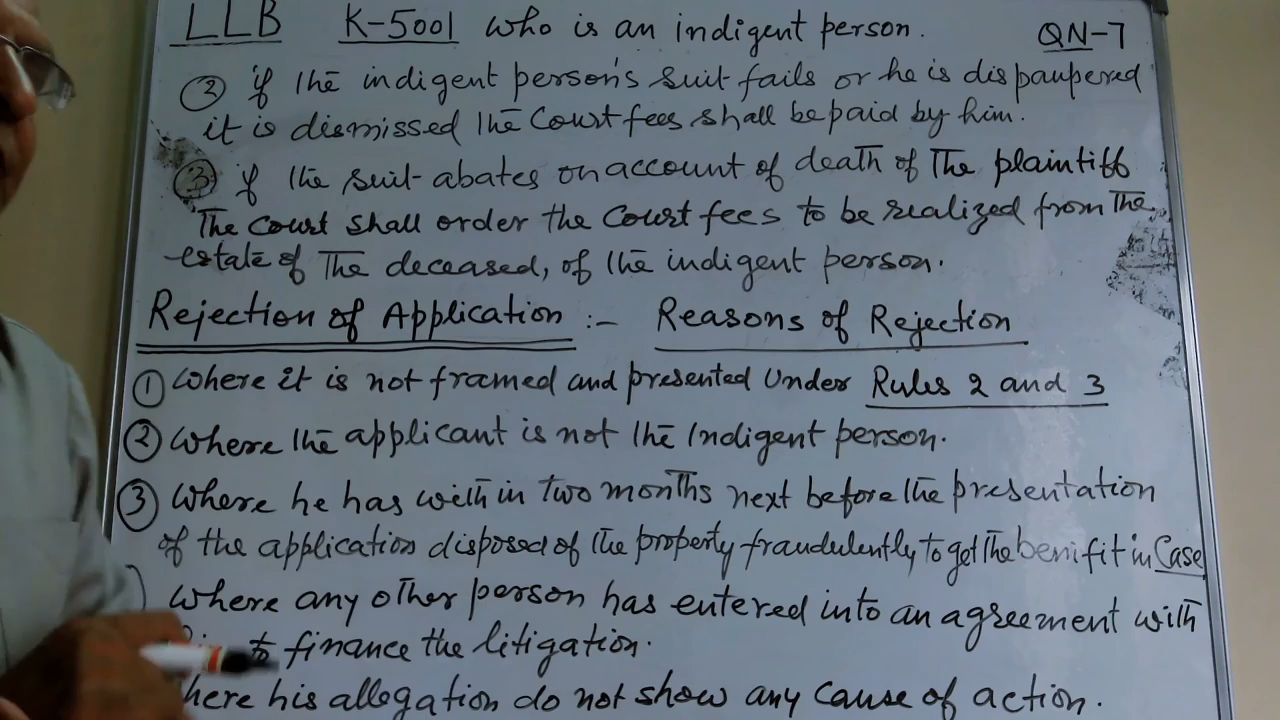 LLB K-5001 Who is an indigent person. QN-7
② if the indigent person's suit fails or he is dispaupered
it is dismissed the Court fees shall be paid by him.
③ if the suit abates on account of death of The plaintiff
The Court shall order the Court fees to be realized from The
estate of The deceased, of the indigent person.
Rejection of Application :- Reasons of Rejection
① Where it is not framed and presented Under Rules 2 and 3
② Where the applicant is not the Indigent person.
③ Where he has with in two months next before the presentation
of the application disposed of the property fraudulently to get The benifit in Case
Where any other person has entered into an agreement with
to finance the litigation.
here his allegation do not show any cause of action.